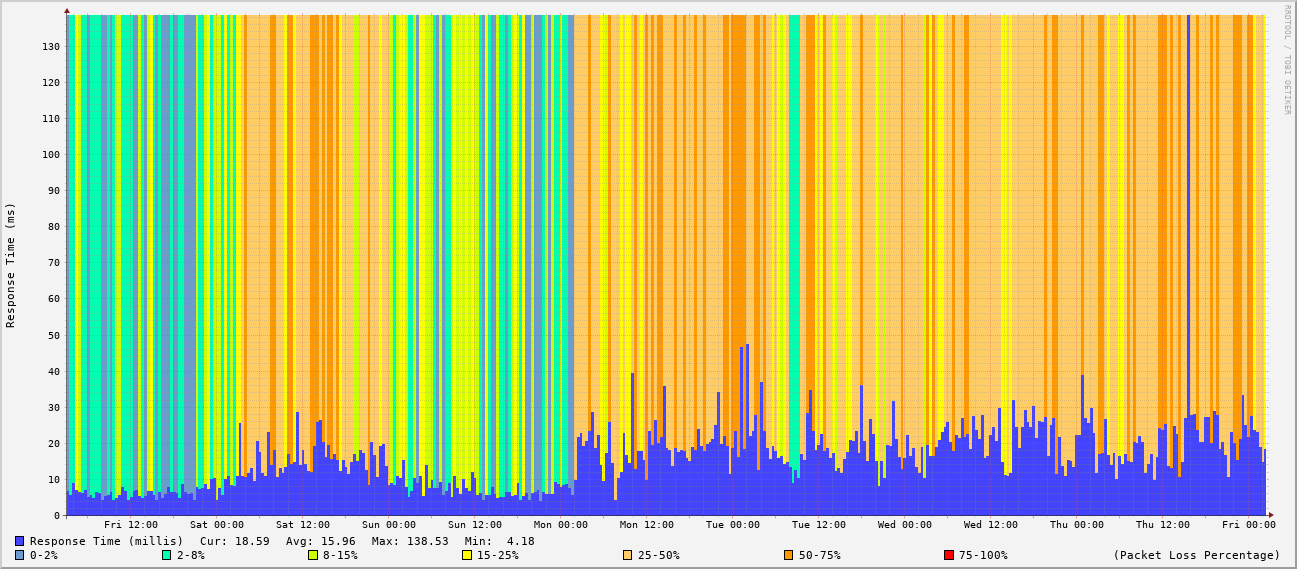 RRDTOOL / TOBI OETIKER
Response Time (ms)
130
120
110
100
90
80
70
60
50
40
30
20
10
0
Fri 12:00 Sat 00:00 Sat 12:00 Sun 00:00 Sun 12:00 Mon 00:00 Mon 12:00 Tue 00:00 Tue 12:00 Wed 00:00 Wed 12:00 Thu 00:00 Thu 12:00 Fri 00:00
Response Time (millis) Cur: 18.59 Avg: 15.96 Max: 138.53 Min: 4.18
0-2% 2-8% 8-15% 15-25% 25-50% 50-75% 75-100% (Packet Loss Percentage)